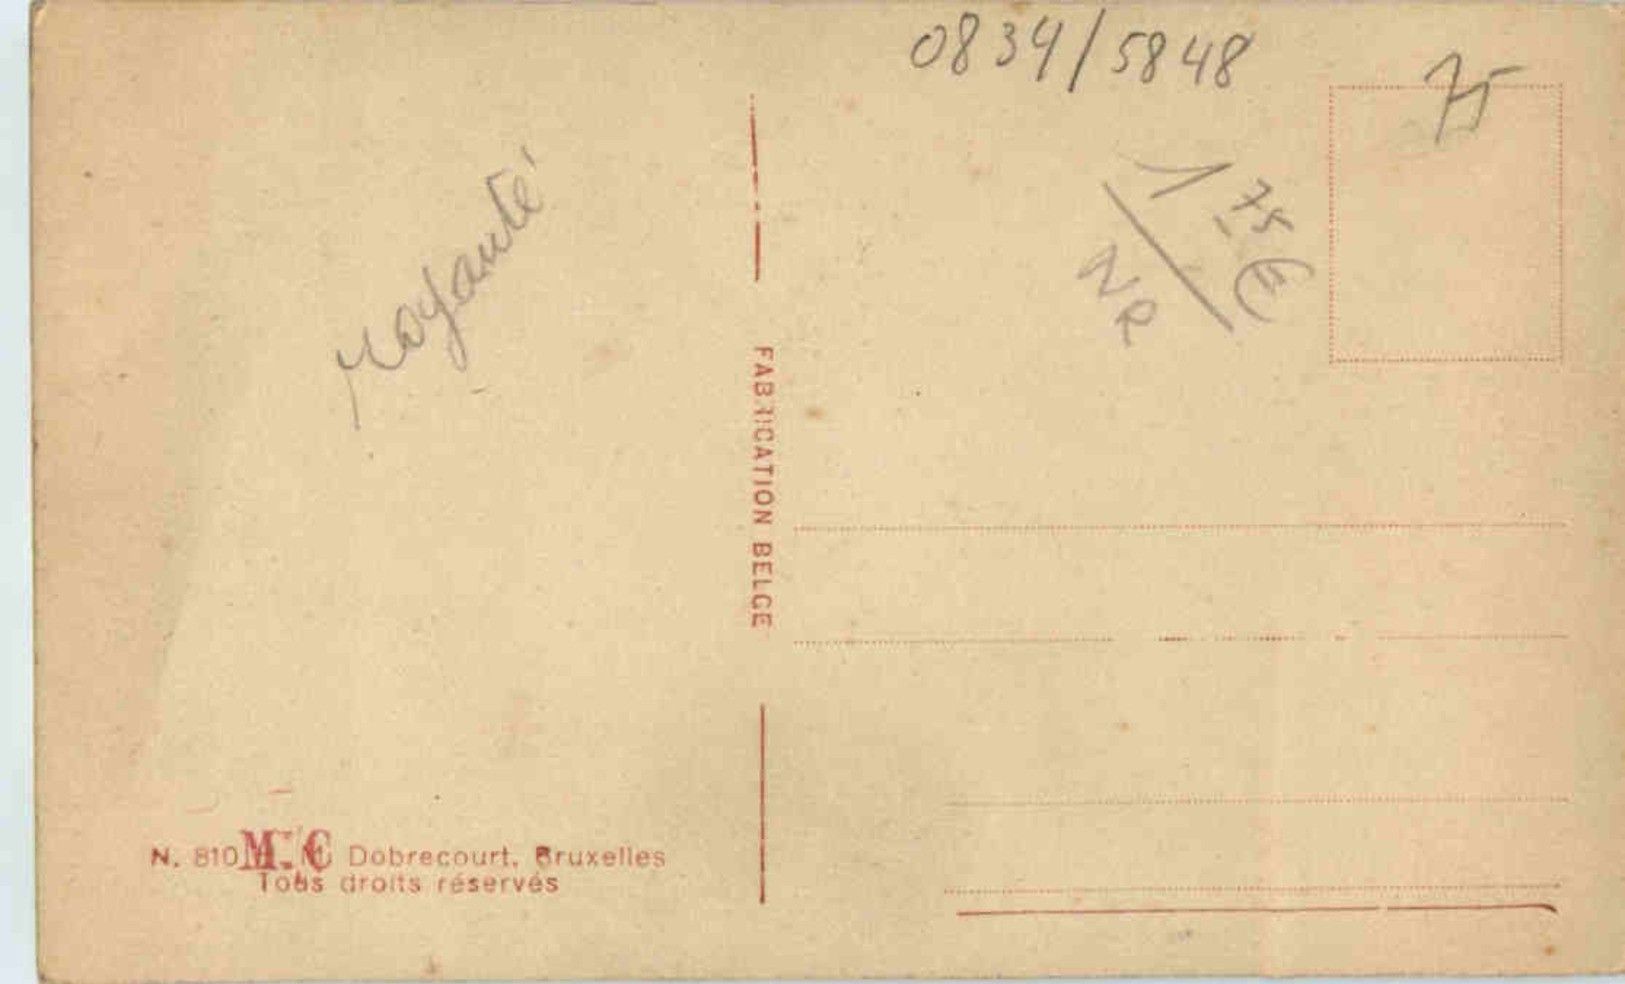 0834/5848
75
1 75 €
NR
royauté
FABRICATION BELGE
N. 810 Dobrecourt. Bruxelles
Tous droits réservés